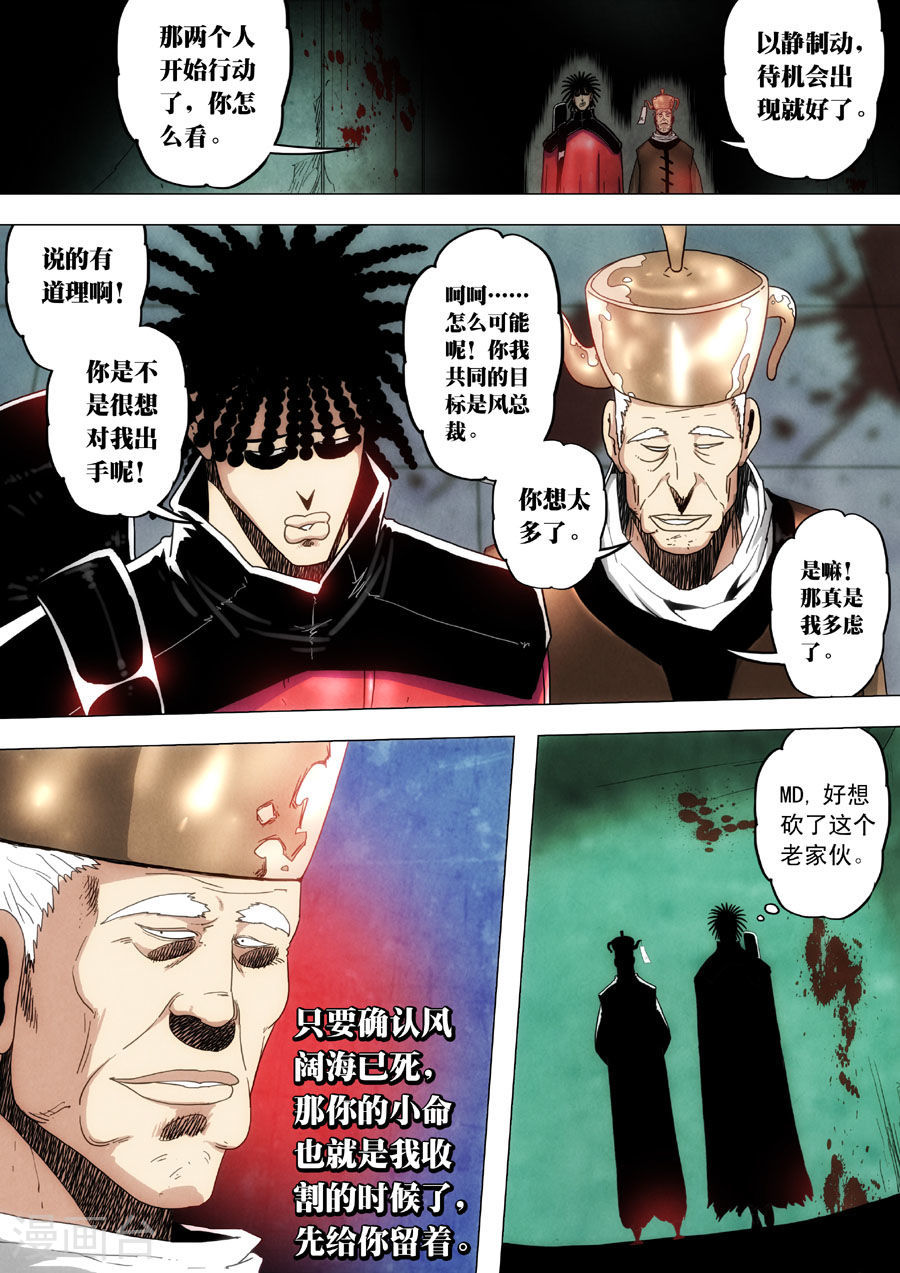 那两个人
开始行动
了，你怎
么看。
以静制动，
待机会出
现就好了。
说的有
道理啊！
你是不
是很想
对我出
手呢！
呵呵……
怎么可能
呢！你我
共同的目
标是风总
裁。
你想太
多了。
是嘛！
那真是
我多虑
了。
只要确认风
阔海已死，
那你的小命
也就是我收
割的时候了，
先给你留着。
MD，好想
砍了这个
老家伙。
漫画台